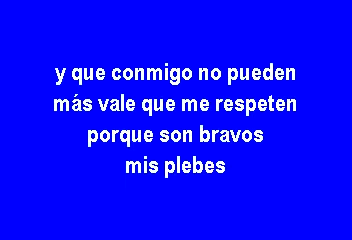 y que conmigo no pueden
más vale que me respeten
porque son bravos
mis plebes